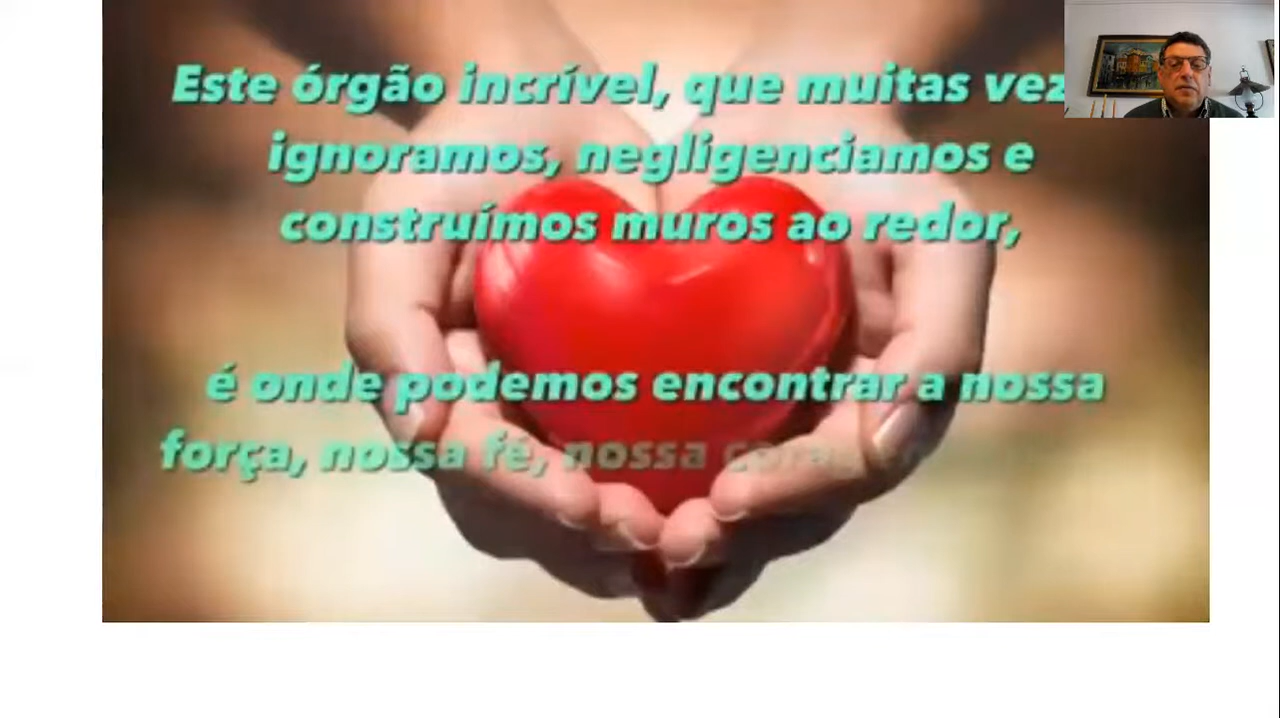 Este órgão incrível, que muitas vez
ignoramos, negligenciamos e
construímos muros ao redor,
é onde podemos encontrar a nossa
força, nossa fé, nossa